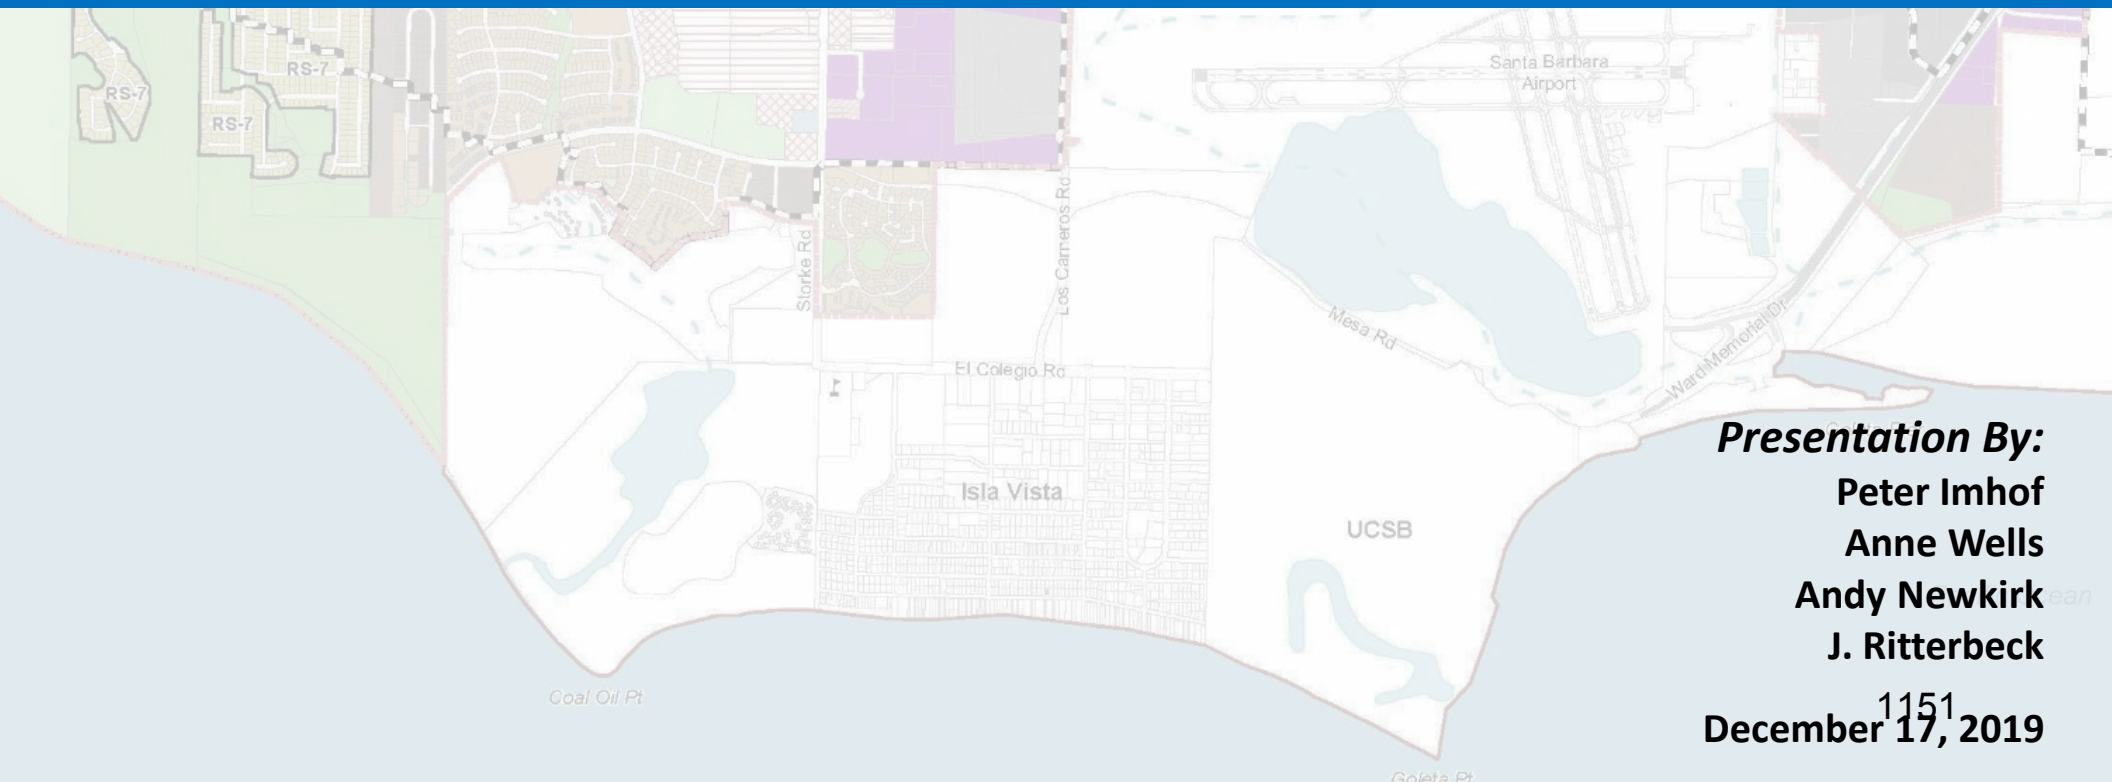 Santa Barbara
Airport
RS-7
RS-7
RS-7
Storke Rd
Los Carneros Rd
Mesa Rd
Ward Memorial Dr
El Colegio Rd
Isla Vista
UCSB
Presentation By:
Peter Imhof
Anne Wells
Andy Newkirk
J. Ritterbeck
Coal Oil Pt
1151
December 17, 2019
Goleta Pt